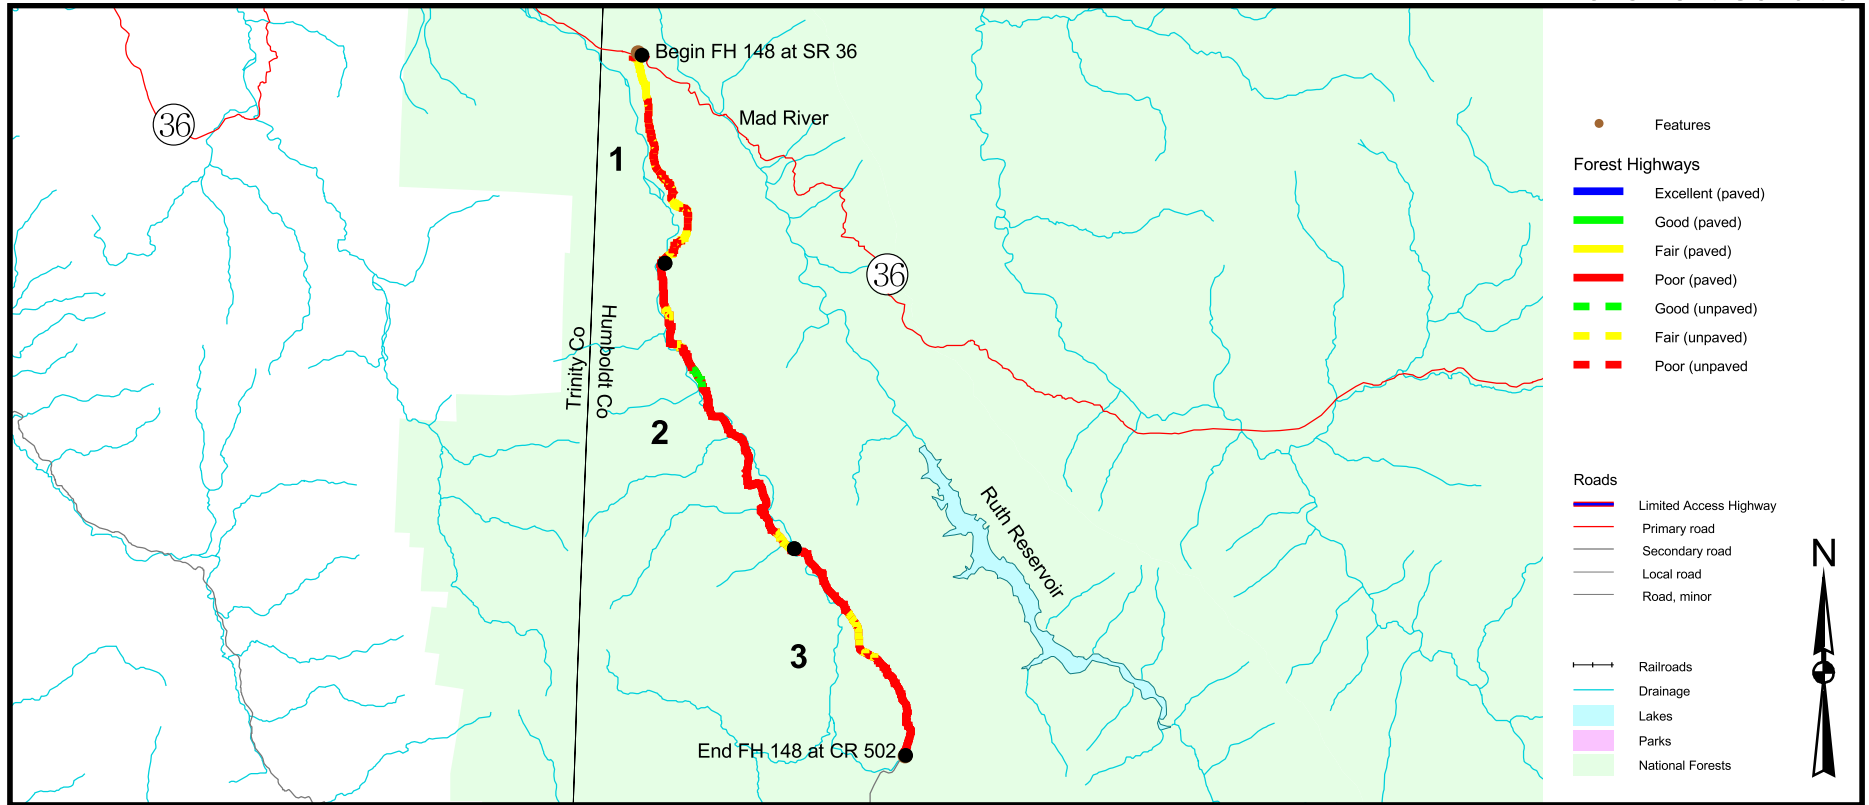 Begin FH 148 at SR 36
Mad River
36
1
36
Trinity Co
Humboldt Co
2
Ruth Reservoir
3
End FH 148 at CR 502
Features
Forest Highways
Excellent (paved)
Good (paved)
Fair (paved)
Poor (paved)
Good (unpaved)
Fair (unpaved)
Poor (unpaved
Roads
Limited Access Highway
Primary road
Secondary road
Local road
Road, minor
N
Railroads
Drainage
Lakes
Parks
National Forests